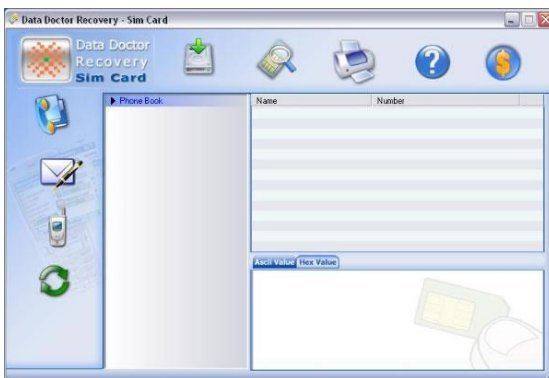 Data Doctor Recovery - Sim Card
Data Doctor
Recovery
Sim Card
Phone Book
Name Number
Ascii Value Hex Value